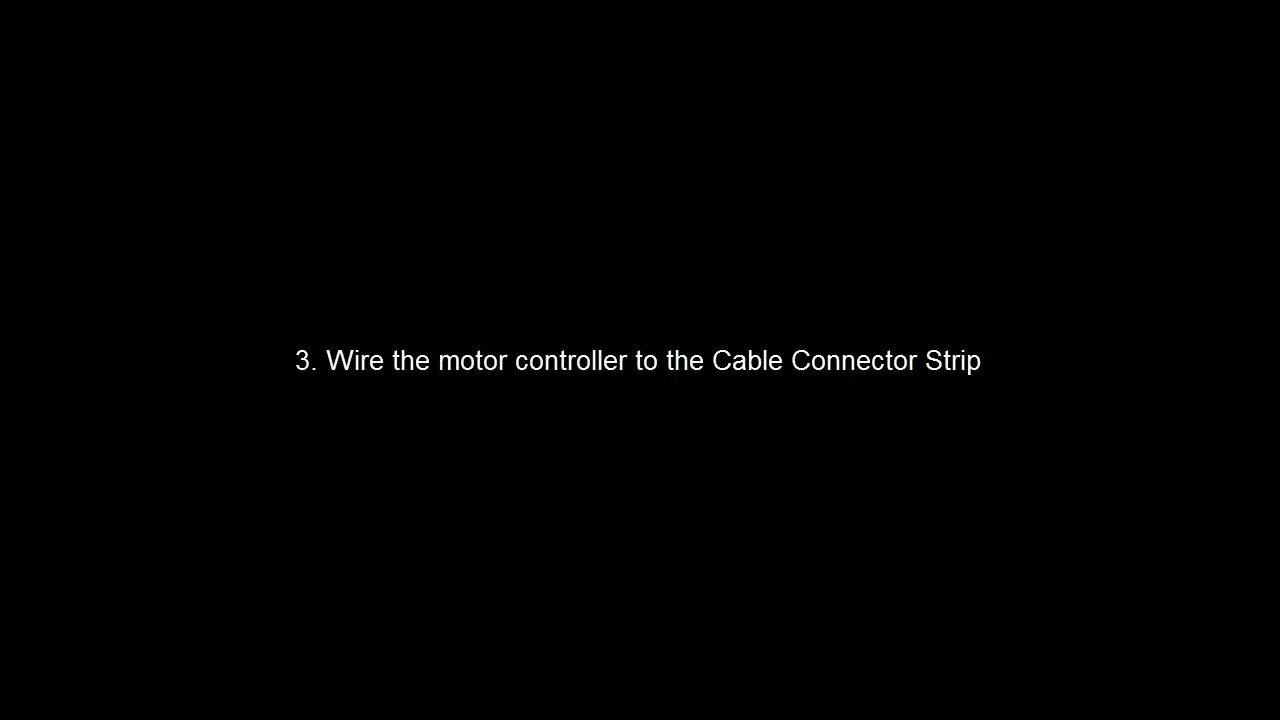 3. Wire the motor controller to the Cable Connector Strip